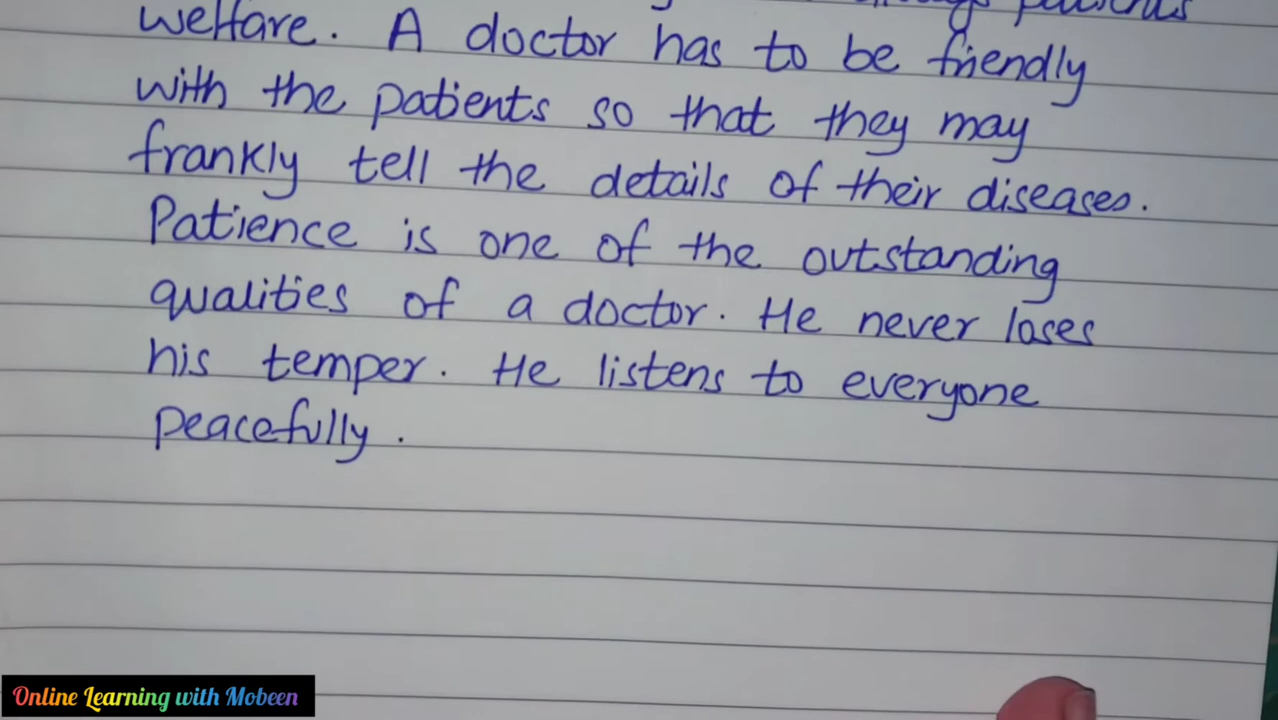 patients
welfare. A doctor has to be friendly
with the patients so that they may
frankly tell the details of their diseases.
Patience is one of the outstanding
qualities of a doctor. He never loses
his temper. He listens to everyone
peacefully.
Online Learning with Mobeen